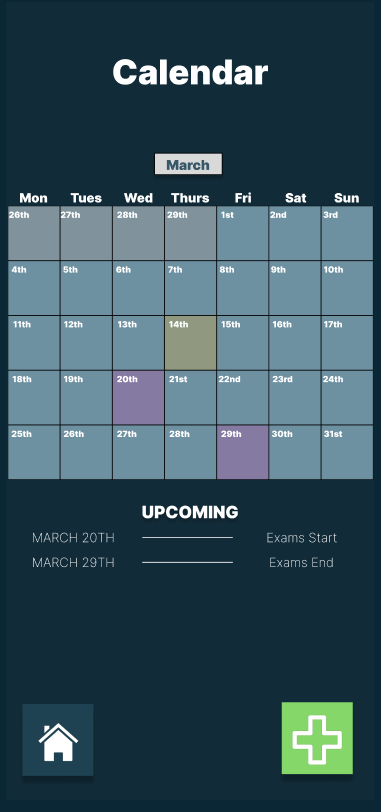 Calendar
March
Mon Tues Wed Thurs Fri Sat Sun
26th 27th 28th 29th 1st 2nd 3rd
4th 5th 6th 7th 8th 9th 10th
11th 12th 13th 14th 15th 16th 17th
18th 19th 20th 21st 22nd 23rd 24th
25th 26th 27th 28th 29th 30th 31st
UPCOMING
MARCH 20TH Exams Start
MARCH 29TH Exams End